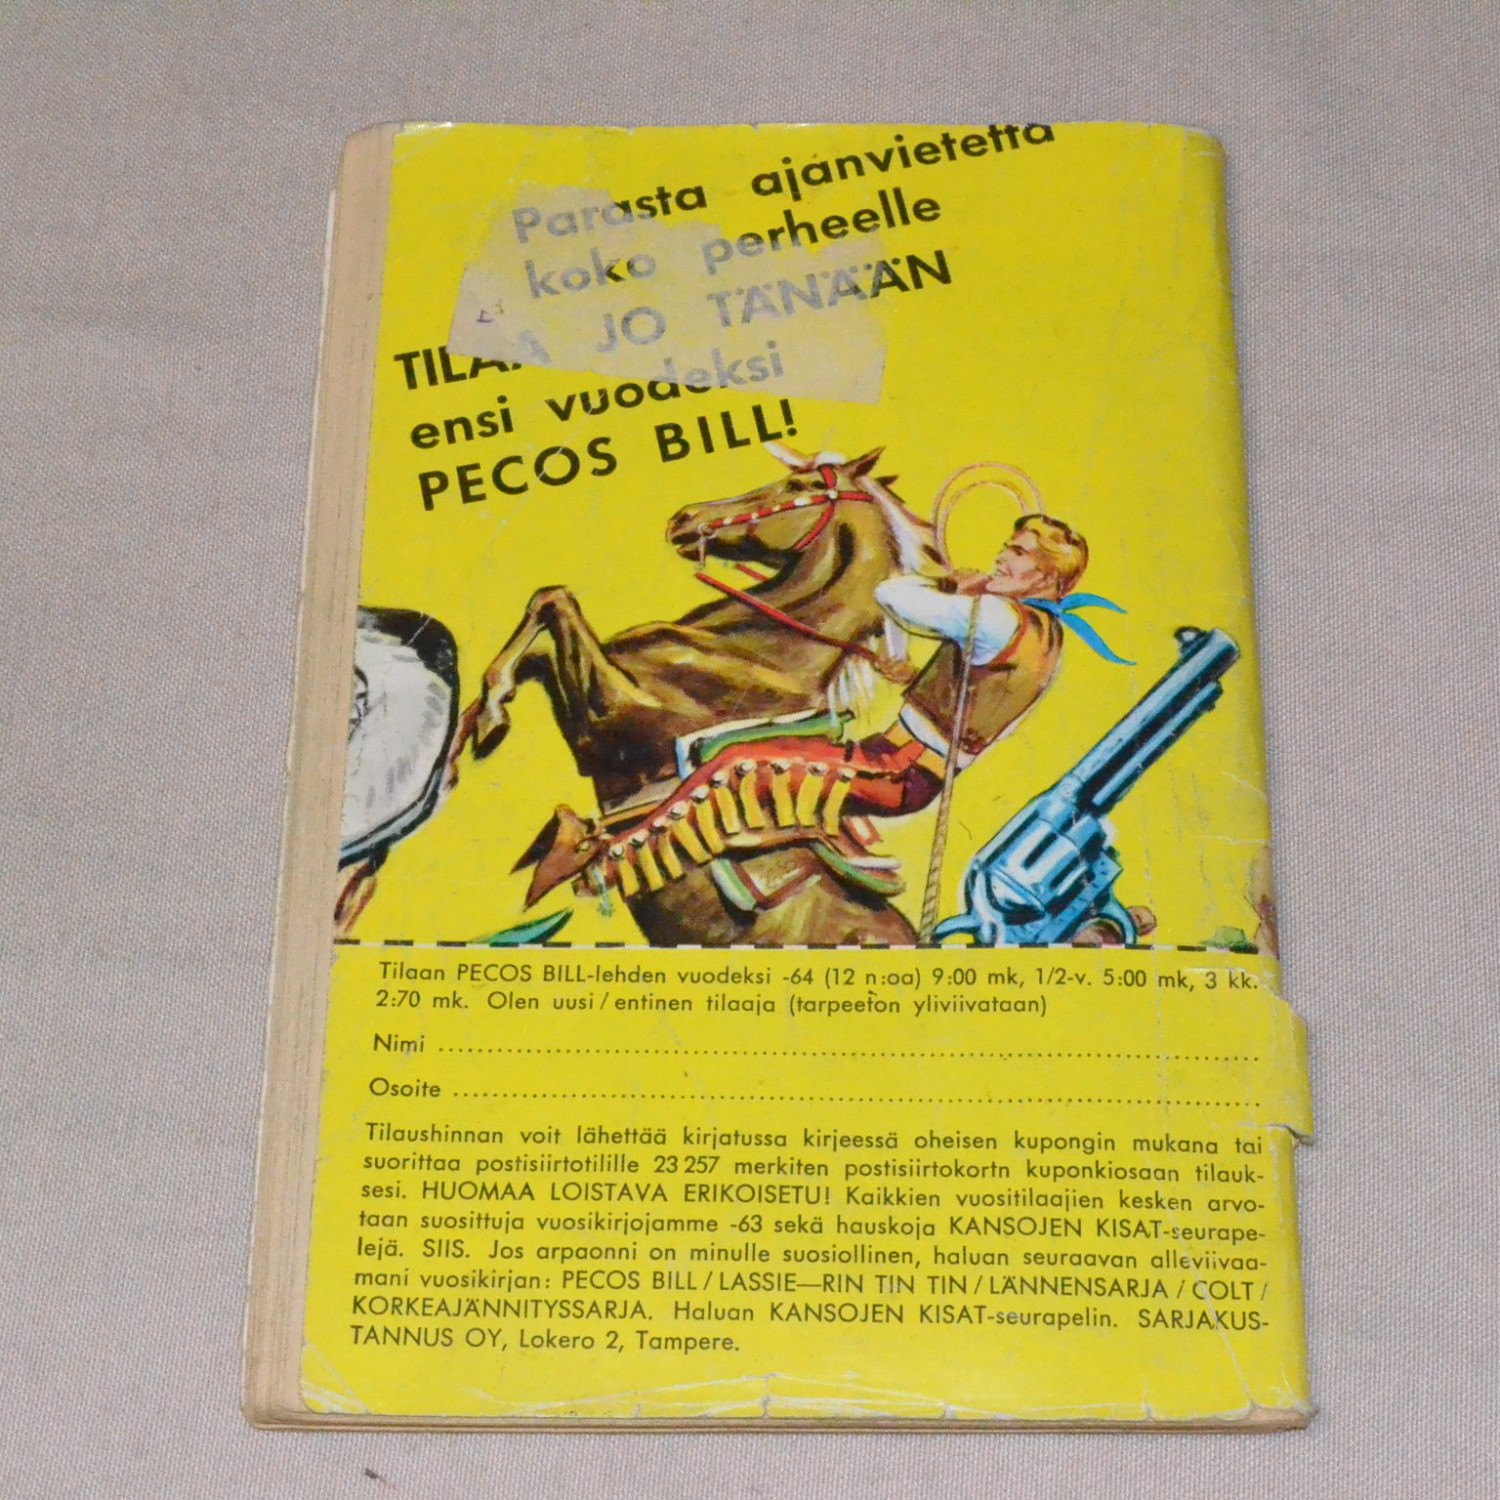 Parasta ajanvietettä
koko perheelle
JO TÄNÄÄN
ensi vuodeksi
PECOS BILL!
Tilaan PECOS BILL-lehden vuodeksi -64 (12 n:oa) 9:00 mk, 1/2-v. 5:00 mk, 3 kk.
2:70 mk. Olen uusi / entinen tilaaja (tarpeeton yliviivataan)
Nimi
Osoite
Tilaushinnan voit lähettää kirjatussa kirjeessä oheisen kupongin mukana tai
suorittaa postisiirtotilille 23 257 merkiten postisiirtokortn kuponkiosaan tilauk-
sesi. HUOMAA LOISTAVA ERIKOISETU! Kaikkien vuositilaajien kesken arvo-
taan suosittuja vuosikirjojamme -63 sekä hauskoja KANSOJEN KISAT-seurape-
lejä. SIIS. Jos arpaonni on minulle suosiollinen, haluan seuraavan alleviivaa-
mani vuosikirjan: PECOS BILL / LASSIE—RIN TIN TIN / LÄNNENSARJA / COLT /
KORKEAJÄNNITYSSARJA. Haluan KANSOJEN KISAT-seurapelin. SARJAKUS-
TANNUS OY, Lokero 2, Tampere.